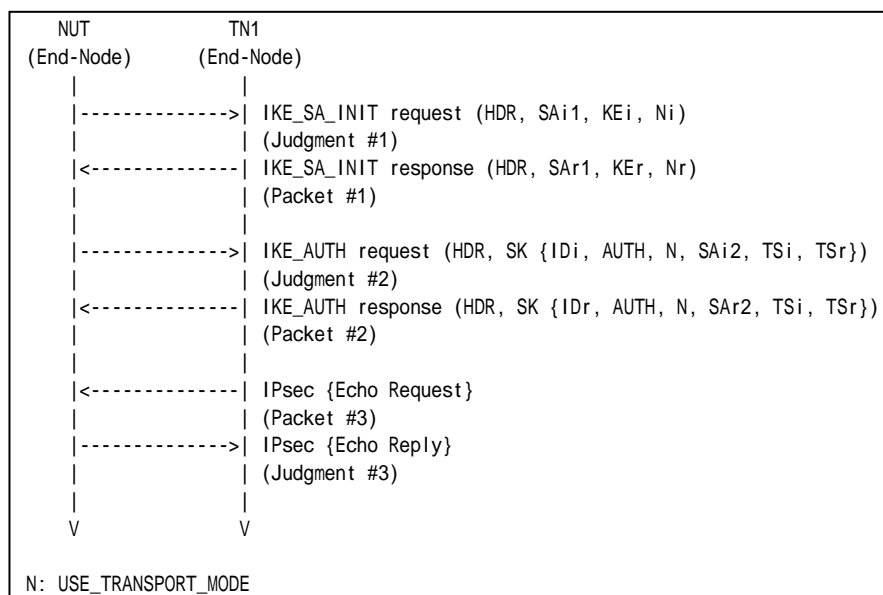 NUT TN1
(End-Node) (End-Node)
| |
|-------------->| IKE_SA_INIT request (HDR, SAi1, KEi, Ni)
| | (Judgment #1)
|<--------------| IKE_SA_INIT response (HDR, SAr1, KEr, Nr)
| | (Packet #1)
| |
|-------------->| IKE_AUTH request (HDR, SK {IDi, AUTH, N, SAi2, TSi, TSr})
| | (Judgment #2)
|<--------------| IKE_AUTH response (HDR, SK {IDr, AUTH, N, SAr2, TSi, TSr})
| | (Packet #2)
| |
|<--------------| IPsec {Echo Request}
| | (Packet #3)
|-------------->| IPsec {Echo Reply}
| | (Judgment #3)
| |
V V
N: USE_TRANSPORT_MODE